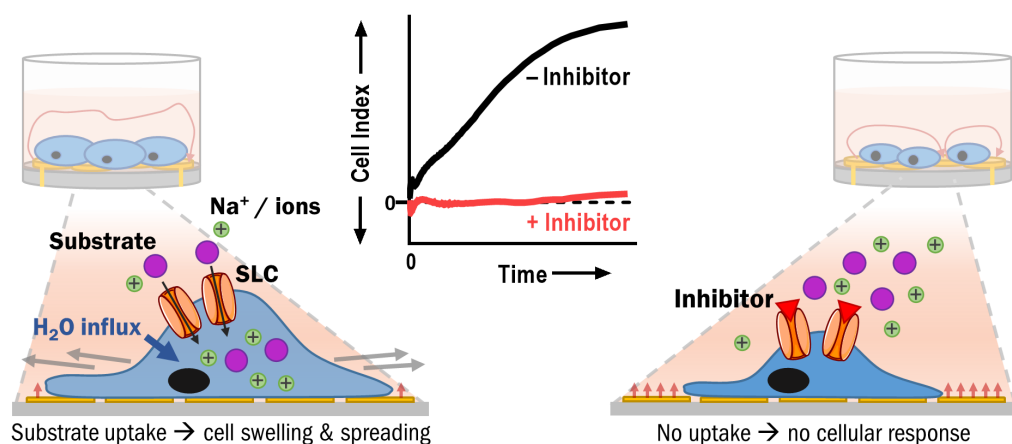 Cell Index
– Inhibitor
0
+ Inhibitor
0
Time
Na⁺ / ions
+
Substrate
+
SLC
H₂O influx
+
+
+ +
Substrate uptake → cell swelling & spreading
+ +
+ +
Inhibitor
+
+
No uptake → no cellular response